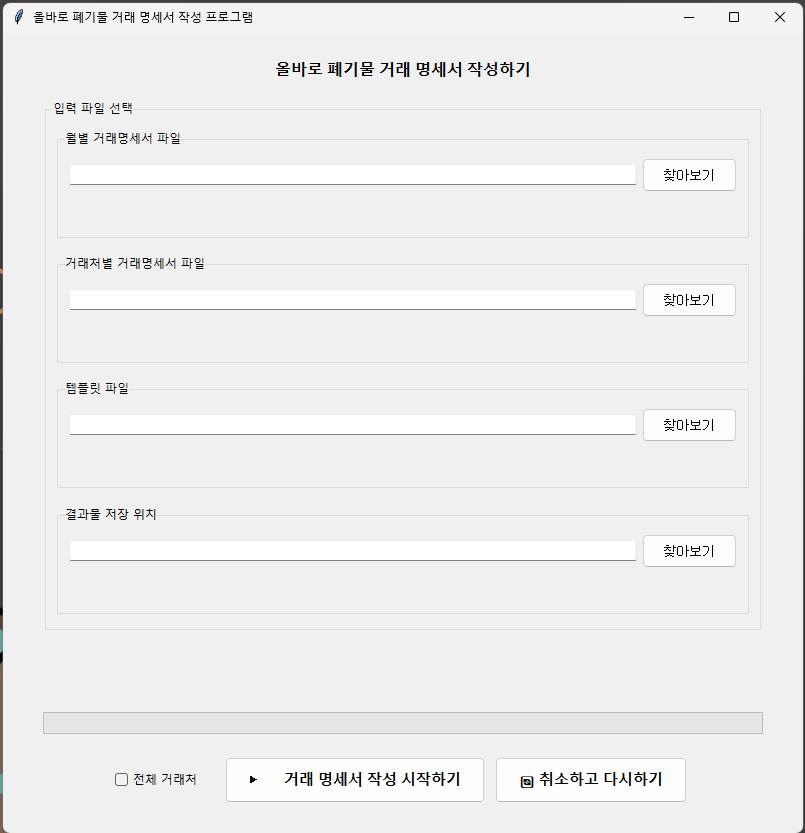 올바로 폐기물 거래 명세서 작성 프로그램
올바로 폐기물 거래 명세서 작성하기
입력 파일 선택
월별 거래명세서 파일
찾아보기
거래처별 거래명세서 파일
찾아보기
템플릿 파일
찾아보기
결과물 저장 위치
찾아보기
전체 거래처
거래 명세서 작성 시작하기
취소하고 다시하기